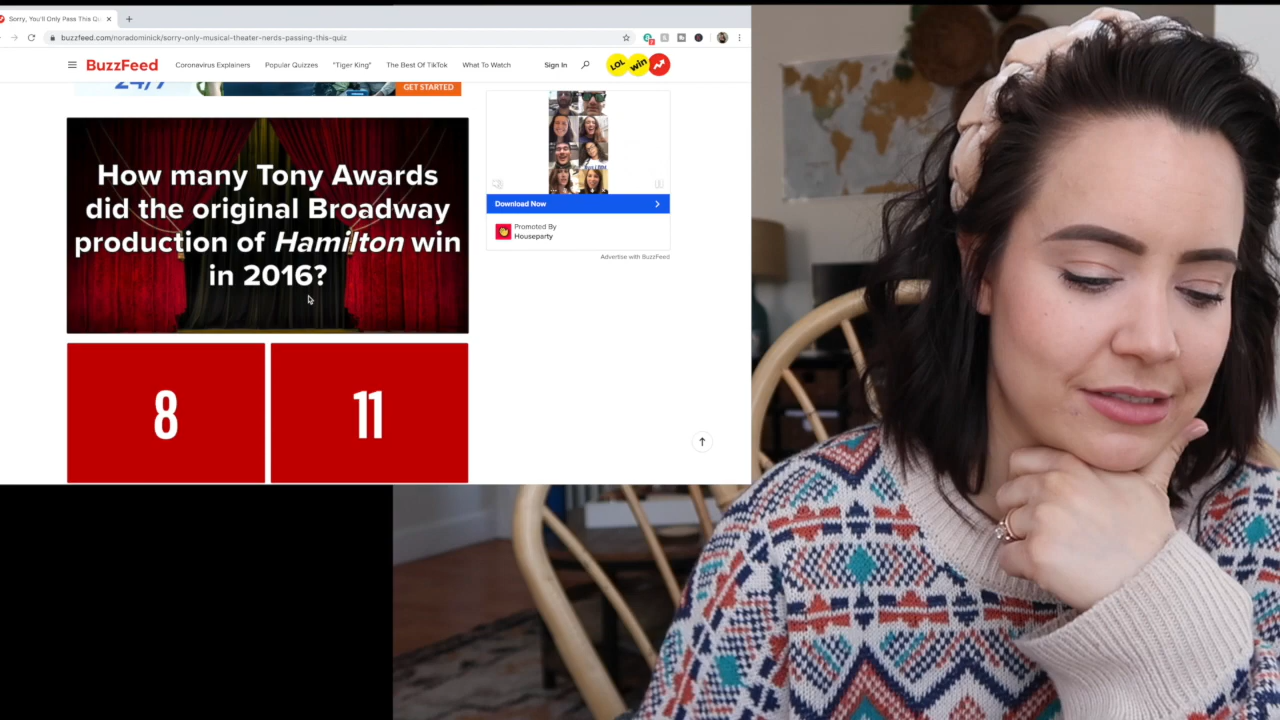 Sorry, You'll Only Pass This Qu
buzzfeed.com/noradominick/sorry-only-musical-theater-nerds-passing-this-quiz
BuzzFeed
Coronavirus Explainers
Popular Quizzes
"Tiger King"
The Best Of TikTok
What To Watch
Sign In
LOL
win
24/7
GET STARTED
How many Tony Awards
did the original Broadway
production of Hamilton win
in 2016?
8
11
Download Now
Promoted By
Houseparty
Advertise with BuzzFeed